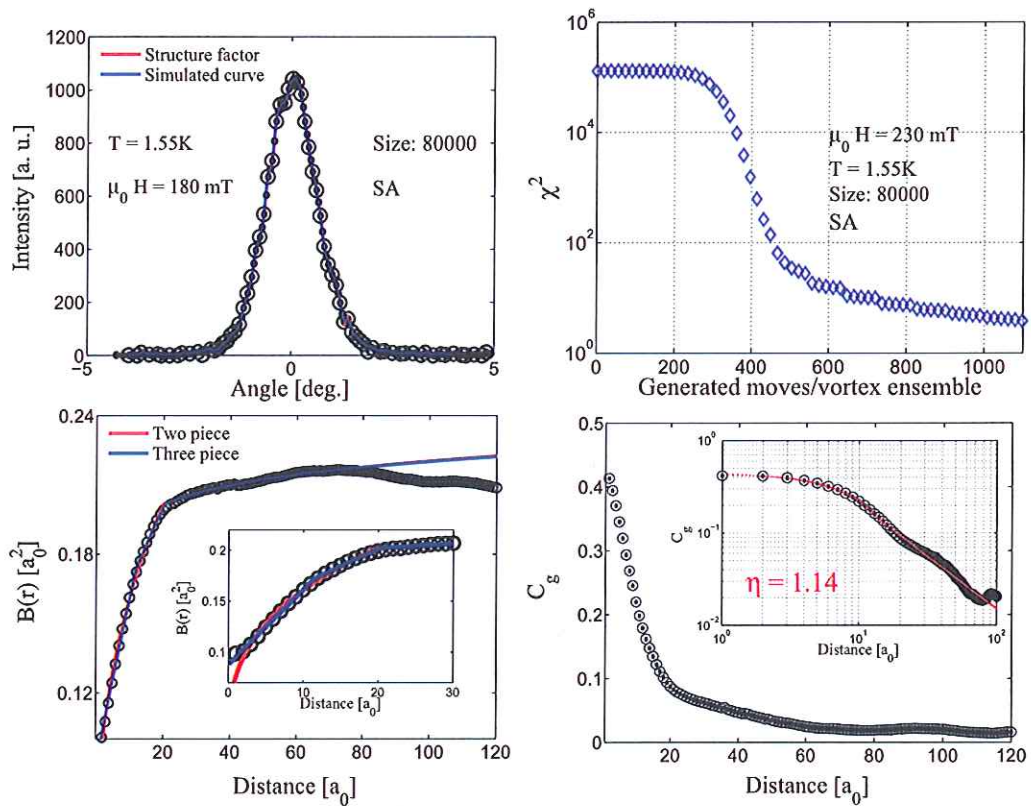 1200
1000
800
600
400
200
0
Intensity [a. u.]
Structure factor
Simulated curve
T = 1.55K
Size: 80000
μ0 H = 180 mT
SA
−5
0
5
Angle [deg.]
10^6
10^4
10^2
10^0
χ^2
μ0 H = 230 mT
T = 1.55K
Size: 80000
SA
0
200
400
600
800
1000
Generated moves/vortex ensemble
0.24
0.18
0.12
B(r) [a0^2]
Two piece
Three piece
0.2
0.15
0.1
B(r) [a0^2]
0
10
20
30
Distance [a0]
20
40
60
80
100
120
Distance [a0]
0.5
0.4
0.3
0.2
0.1
0
Cg
10^0
10^-1
10^-2
Cg
η = 1.14
10^0
10^1
10^2
Distance [a0]
20
40
60
80
100
120
Distance [a0]